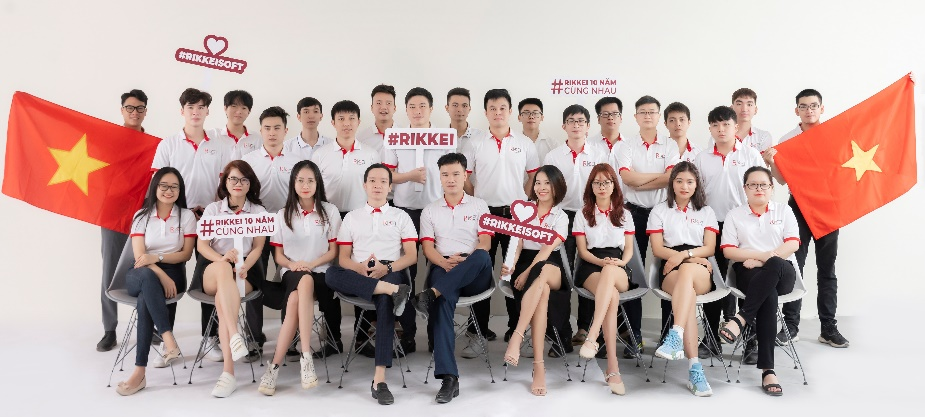 #RIKKEISOFT
# RIKKEI 10 NĂM
CÙNG NHAU
#RIKKEI
# RIKKEI 10 NĂM
CÙNG NHAU
#RIKKEISOFT